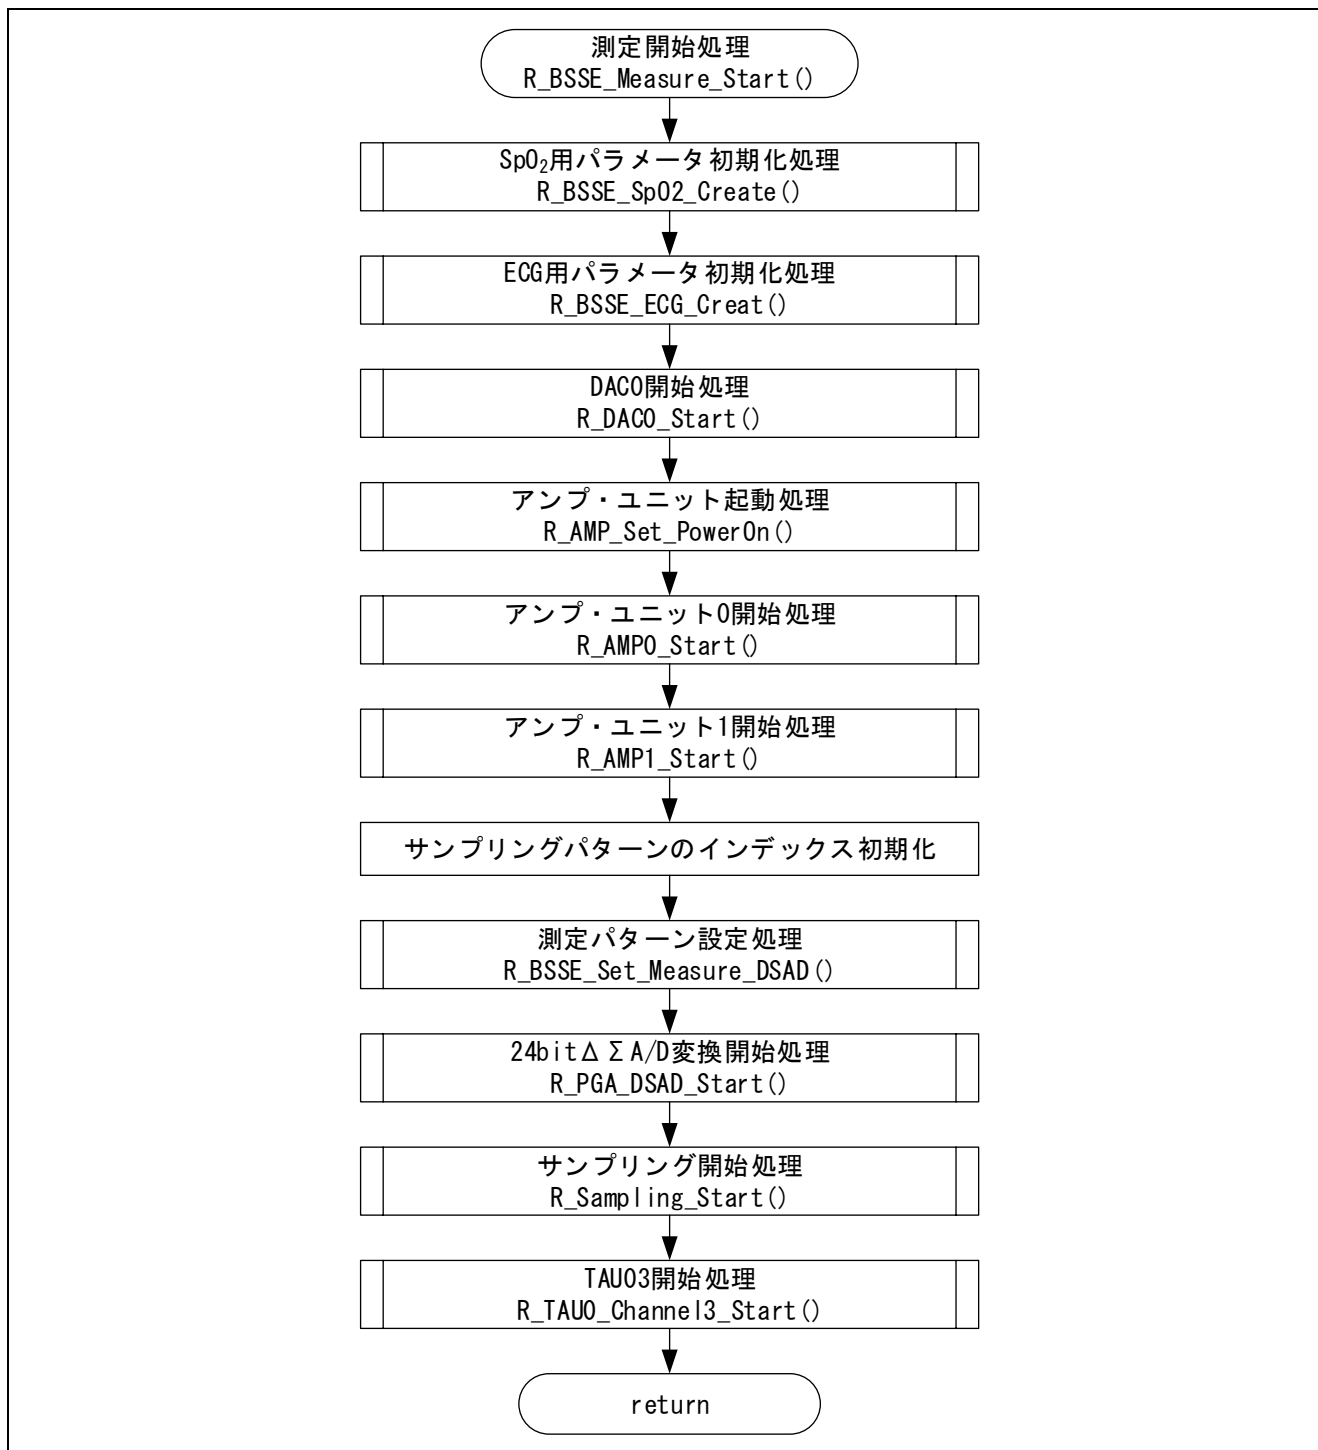 測定開始処理
R_BSSE_Measure_Start()
SpO₂用パラメータ初期化処理
R_BSSE_SpO2_Create()
ECG用パラメータ初期化処理
R_BSSE_ECG_Creat()
DAC0開始処理
R_DAC0_Start()
アンプ・ユニット起動処理
R_AMP_Set_PowerOn()
アンプ・ユニット0開始処理
R_AMP0_Start()
アンプ・ユニット1開始処理
R_AMP1_Start()
サンプリングパターンのインデックス初期化
測定パターン設定処理
R_BSSE_Set_Measure_DSAD()
24bitΔΣA/D変換開始処理
R_PGA_DSAD_Start()
サンプリング開始処理
R_Sampling_Start()
TAU03開始処理
R_TAU0_Channel3_Start()
return